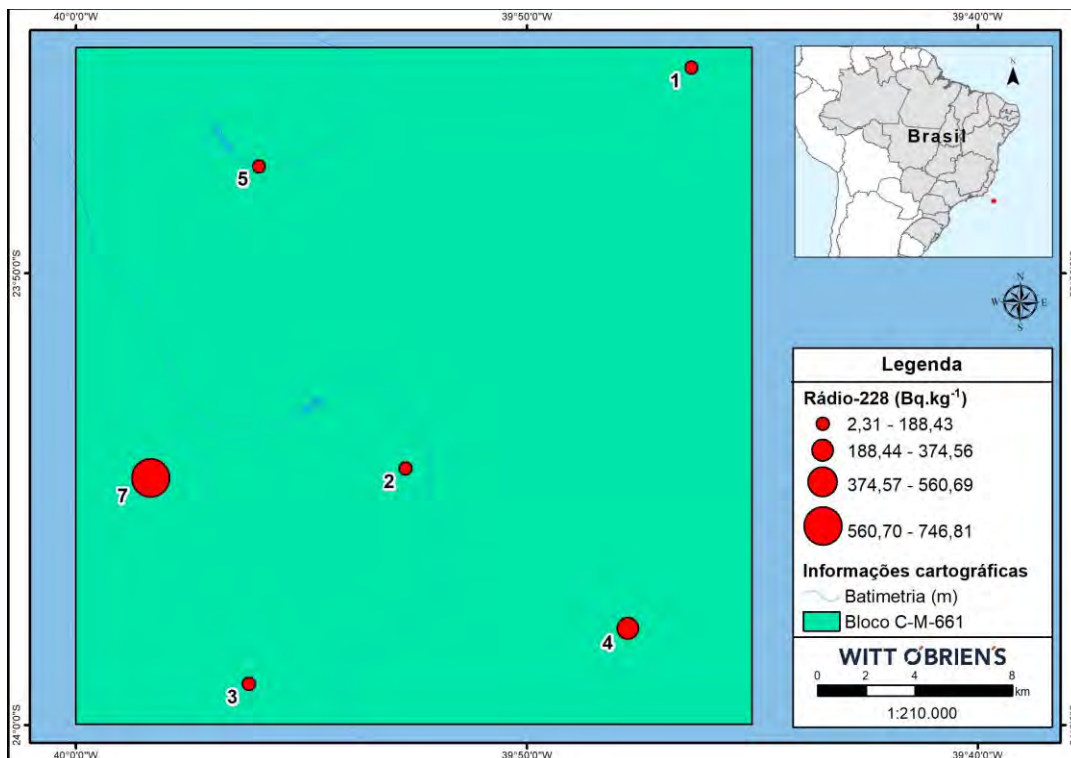 40°0'0"W
39°50'0"W
39°40'0"W
1
5
2
7
4
3
23°50'0"S
24°0'0"S
40°0'0"W
39°50'0"W
39°40'0"W
N
Brasil
N
W
E
S
Legenda
Rádio-228 (Bq.kg⁻¹)
2,31 - 188,43
188,44 - 374,56
374,57 - 560,69
560,70 - 746,81
Informações cartográficas
Batimetria (m)
Bloco C-M-661
WITT O'BRIEN'S
0 2 4 8
km
1:210.000